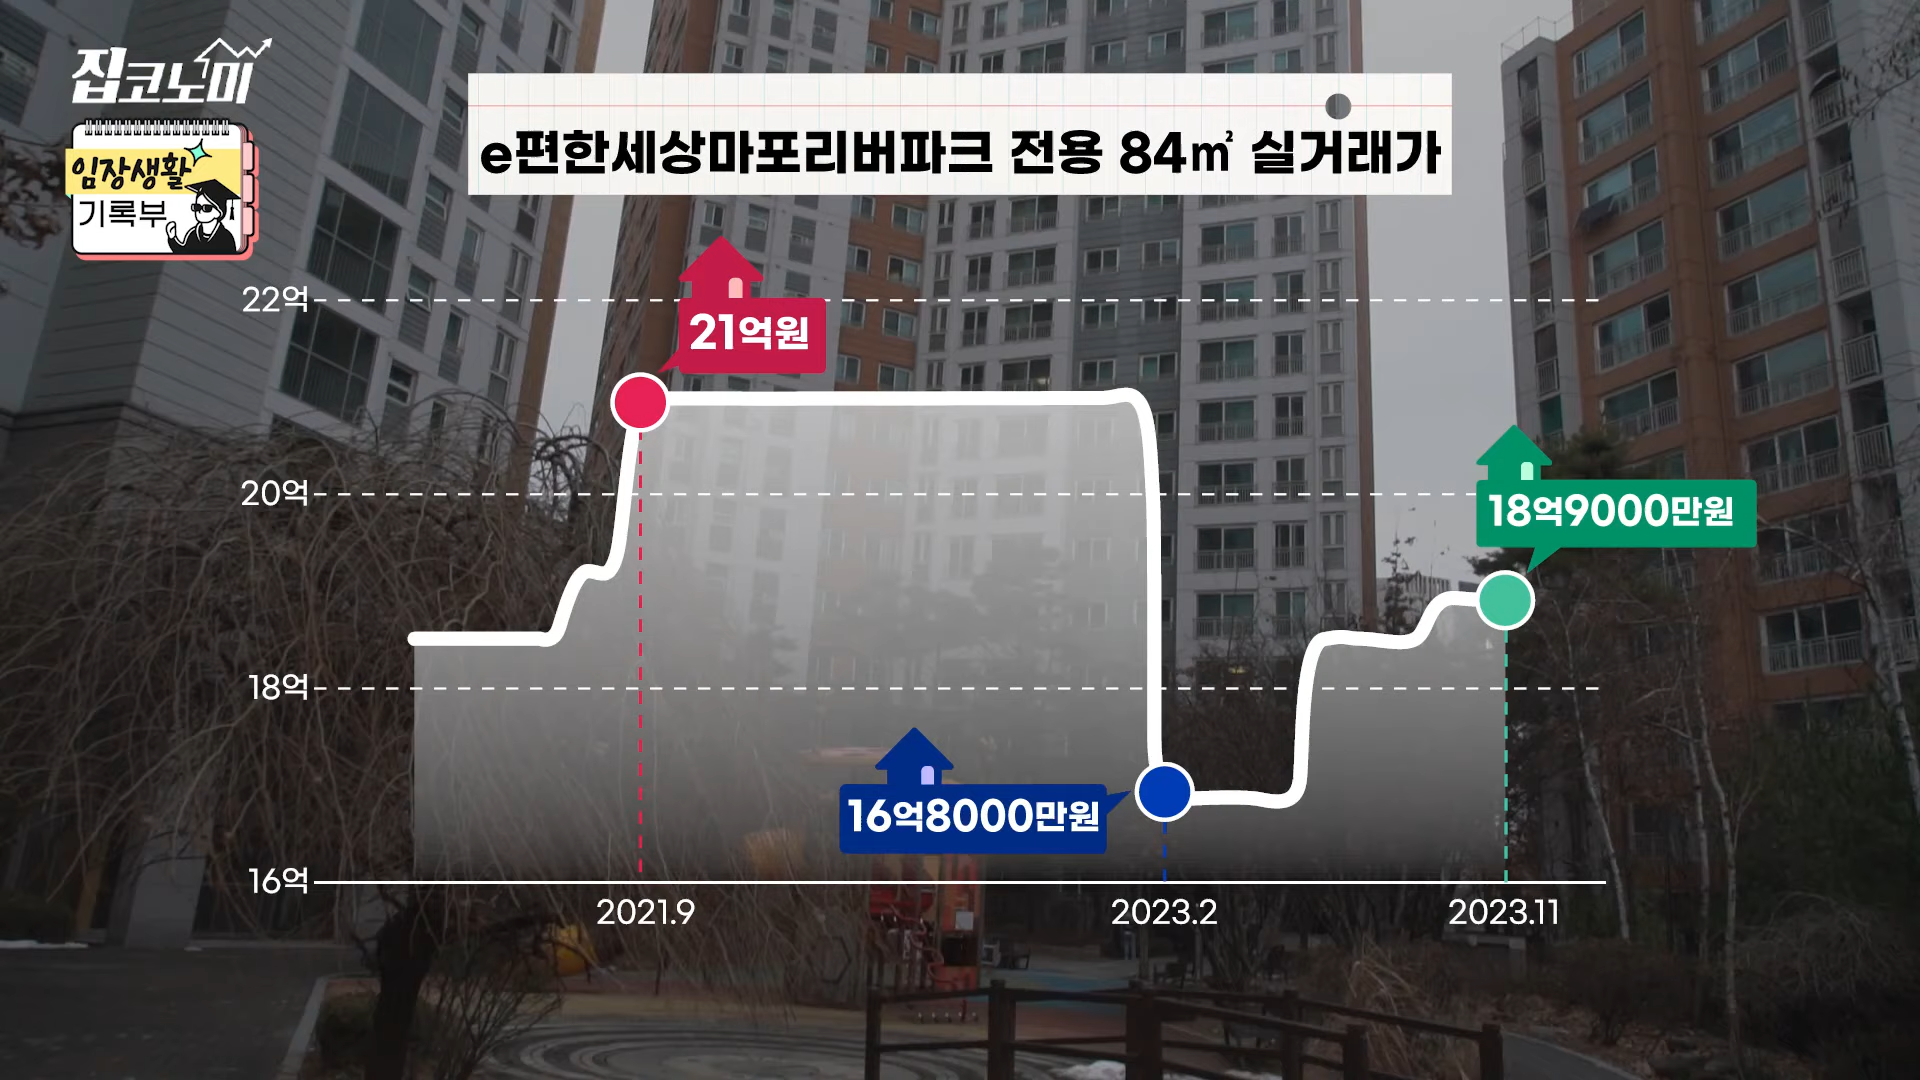 집코노미
임장생활
기록부
e편한세상마포리버파크 전용 84㎡ 실거래가
22억
21억원
20억
18억9000만원
18억
16억8000만원
16억
2021.9
2023.2
2023.11